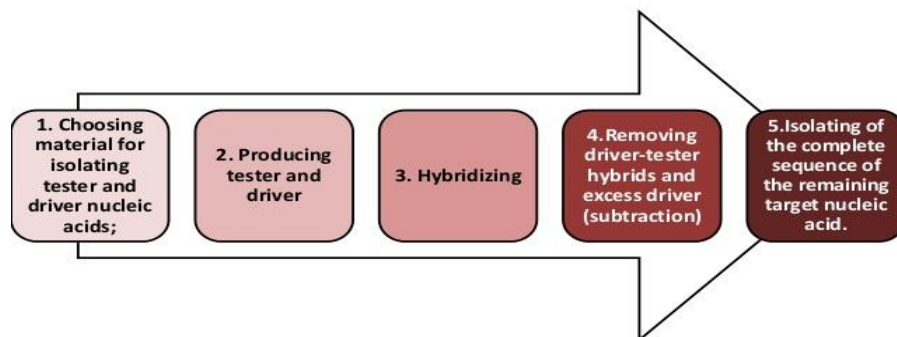 1. Choosing
material for
isolating
tester and
driver nucleic
acids;
2. Producing
tester and
driver
3. Hybridizing
4.Removing
driver-tester
hybrids and
excess driver
(subtraction)
5.Isolating of
the complete
sequence of
the remaining
target nucleic
acid.